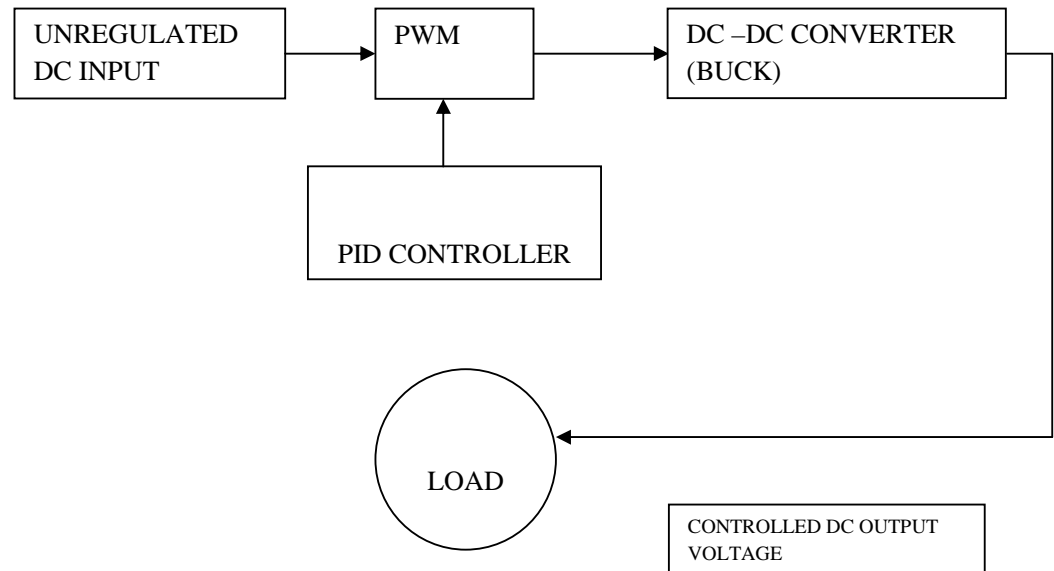 UNREGULATED
DC INPUT
PWM
DC –DC CONVERTER
(BUCK)
PID CONTROLLER
LOAD
CONTROLLED DC OUTPUT
VOLTAGE